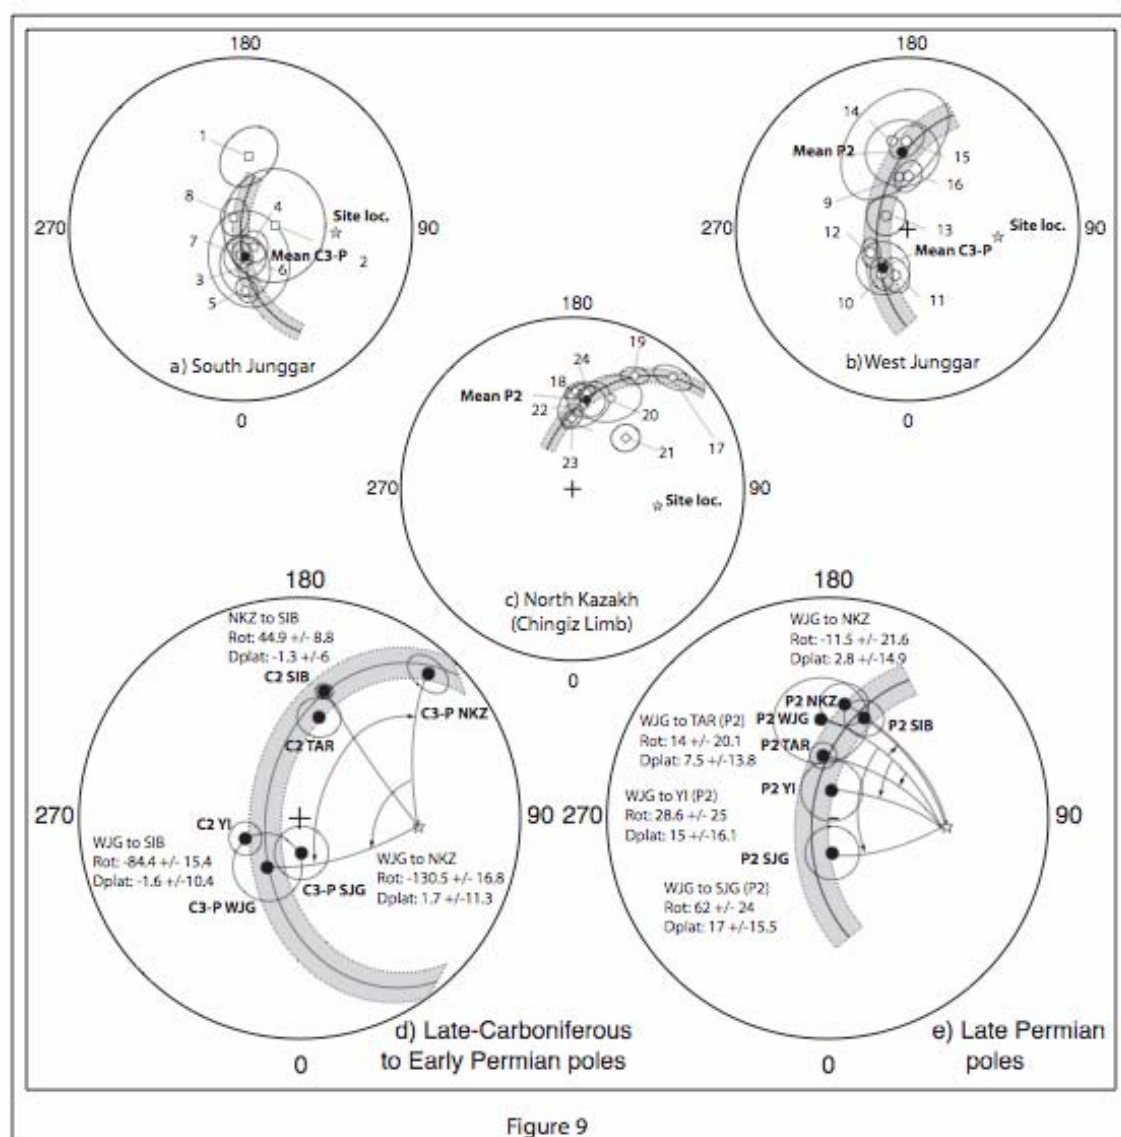 180
1
8
4
Site loc.
270
90
7
Mean C3-P
2
3
6
5
a) South Junggar
0
180
14
Mean P2
15
9
16
Site loc.
270
90
12
13
Mean C3-P
10
11
b) West Junggar
0
180
19
24
18
Mean P2
22
20
17
21
23
270
90
Site loc.
c) North Kazakh
(Chingiz Limb)
0
180
NKZ to SIB
Rot: 44.9 +/- 8.8
Dplat: -1.3 +/-6
C2 SIB
C3-P NKZ
C2 TAR
270
90
C2 YI
WJG to SIB
Rot: -84.4 +/- 15.4
Dplat: -1.6 +/-10.4
C3-P SJG
C3-P WJG
WJG to NKZ
Rot: -130.5 +/- 16.8
Dplat: 1.7 +/-11.3
d) Late-Carboniferous
to Early Permian poles
0
180
WJG to NKZ
Rot: -11.5 +/- 21.6
Dplat: 2.8 +/-14.9
P2 NKZ
P2 WJG
P2 SIB
WJG to TAR (P2)
Rot: 14 +/- 20.1
Dplat: 7.5 +/-13.8
P2 TAR
P2 YI
WJG to YI (P2)
Rot: 28.6 +/- 25
Dplat: 15 +/-16.1
270
90
P2 SJG
WJG to SJG (P2)
Rot: 62 +/- 24
Dplat: 17 +/-15.5
e) Late Permian
poles
0
Figure 9